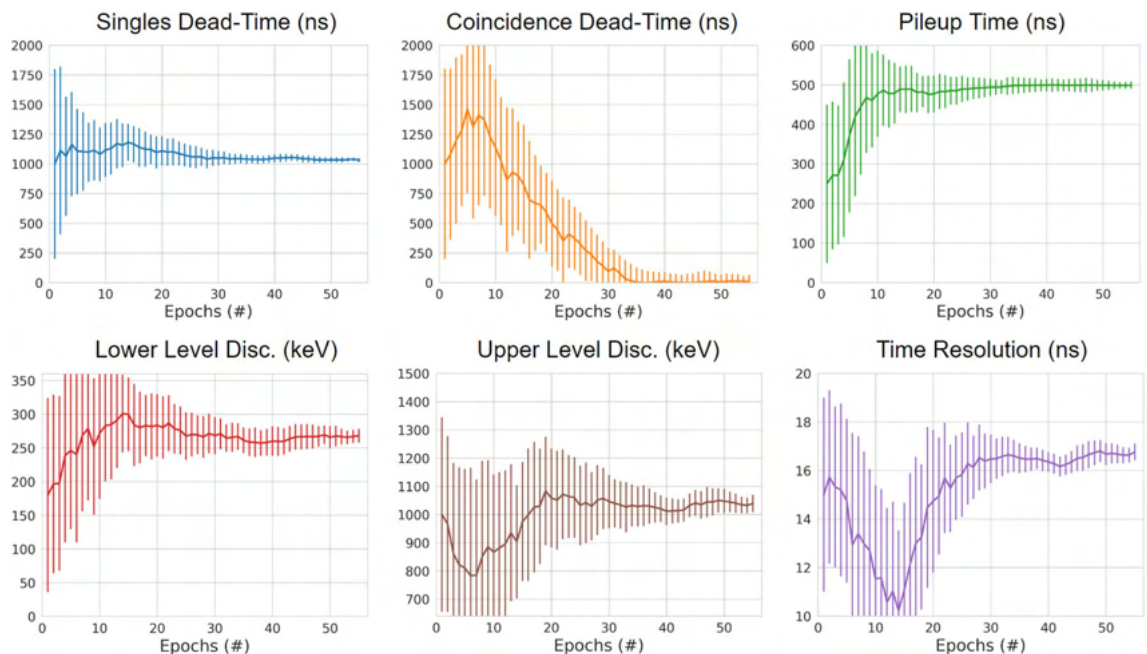 Singles Dead-Time (ns)
Coincidence Dead-Time (ns)
Pileup Time (ns)
2000
1750
1500
1250
1000
750
500
250
0
0 10 20 30 40 50
Epochs (#)
2000
1750
1500
1250
1000
750
500
250
0
0 10 20 30 40 50
Epochs (#)
600
500
400
300
200
100
0
0 10 20 30 40 50
Epochs (#)
Lower Level Disc. (keV)
Upper Level Disc. (keV)
Time Resolution (ns)
350
300
250
200
150
100
50
0
0 10 20 30 40 50
Epochs (#)
1500
1400
1300
1200
1100
1000
900
800
700
0 10 20 30 40 50
Epochs (#)
20
18
16
14
12
10
0 10 20 30 40 50
Epochs (#)